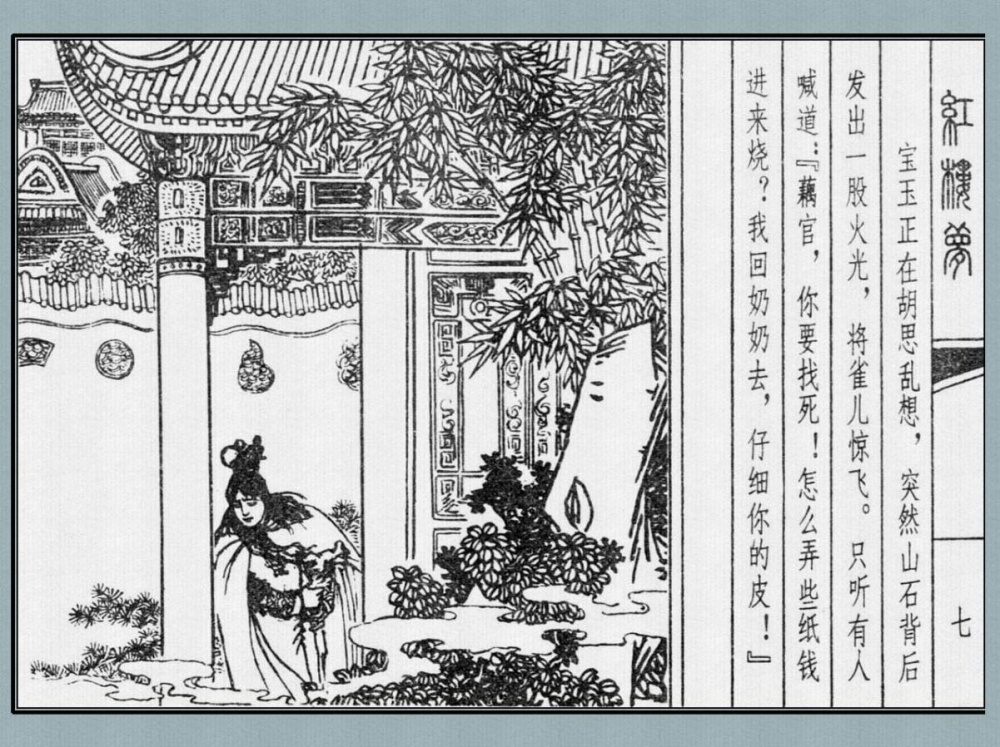 紅樓夢
七
宝玉正在胡思乱想，突然山石背后
发出一股火光，将雀儿惊飞。只听有人
喊道：『藕官，你要找死！怎么弄些纸钱
进来烧？我回奶奶去，仔细你的皮！』